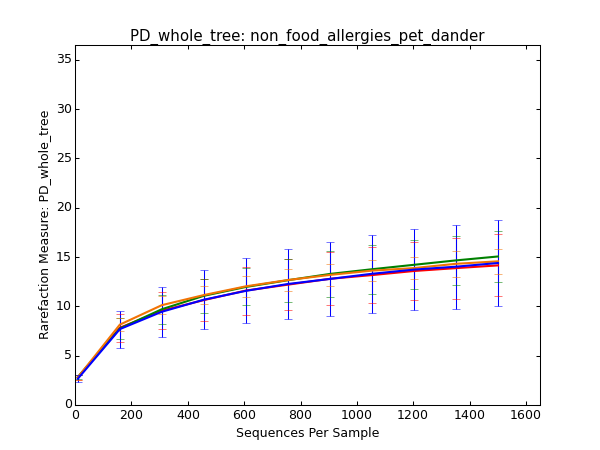 PD_whole_tree: non_food_allergies_pet_dander
35
30
25
20
15
10
5
0
Rarefaction Measure: PD_whole_tree
0 200 400 600 800 1000 1200 1400 1600
Sequences Per Sample